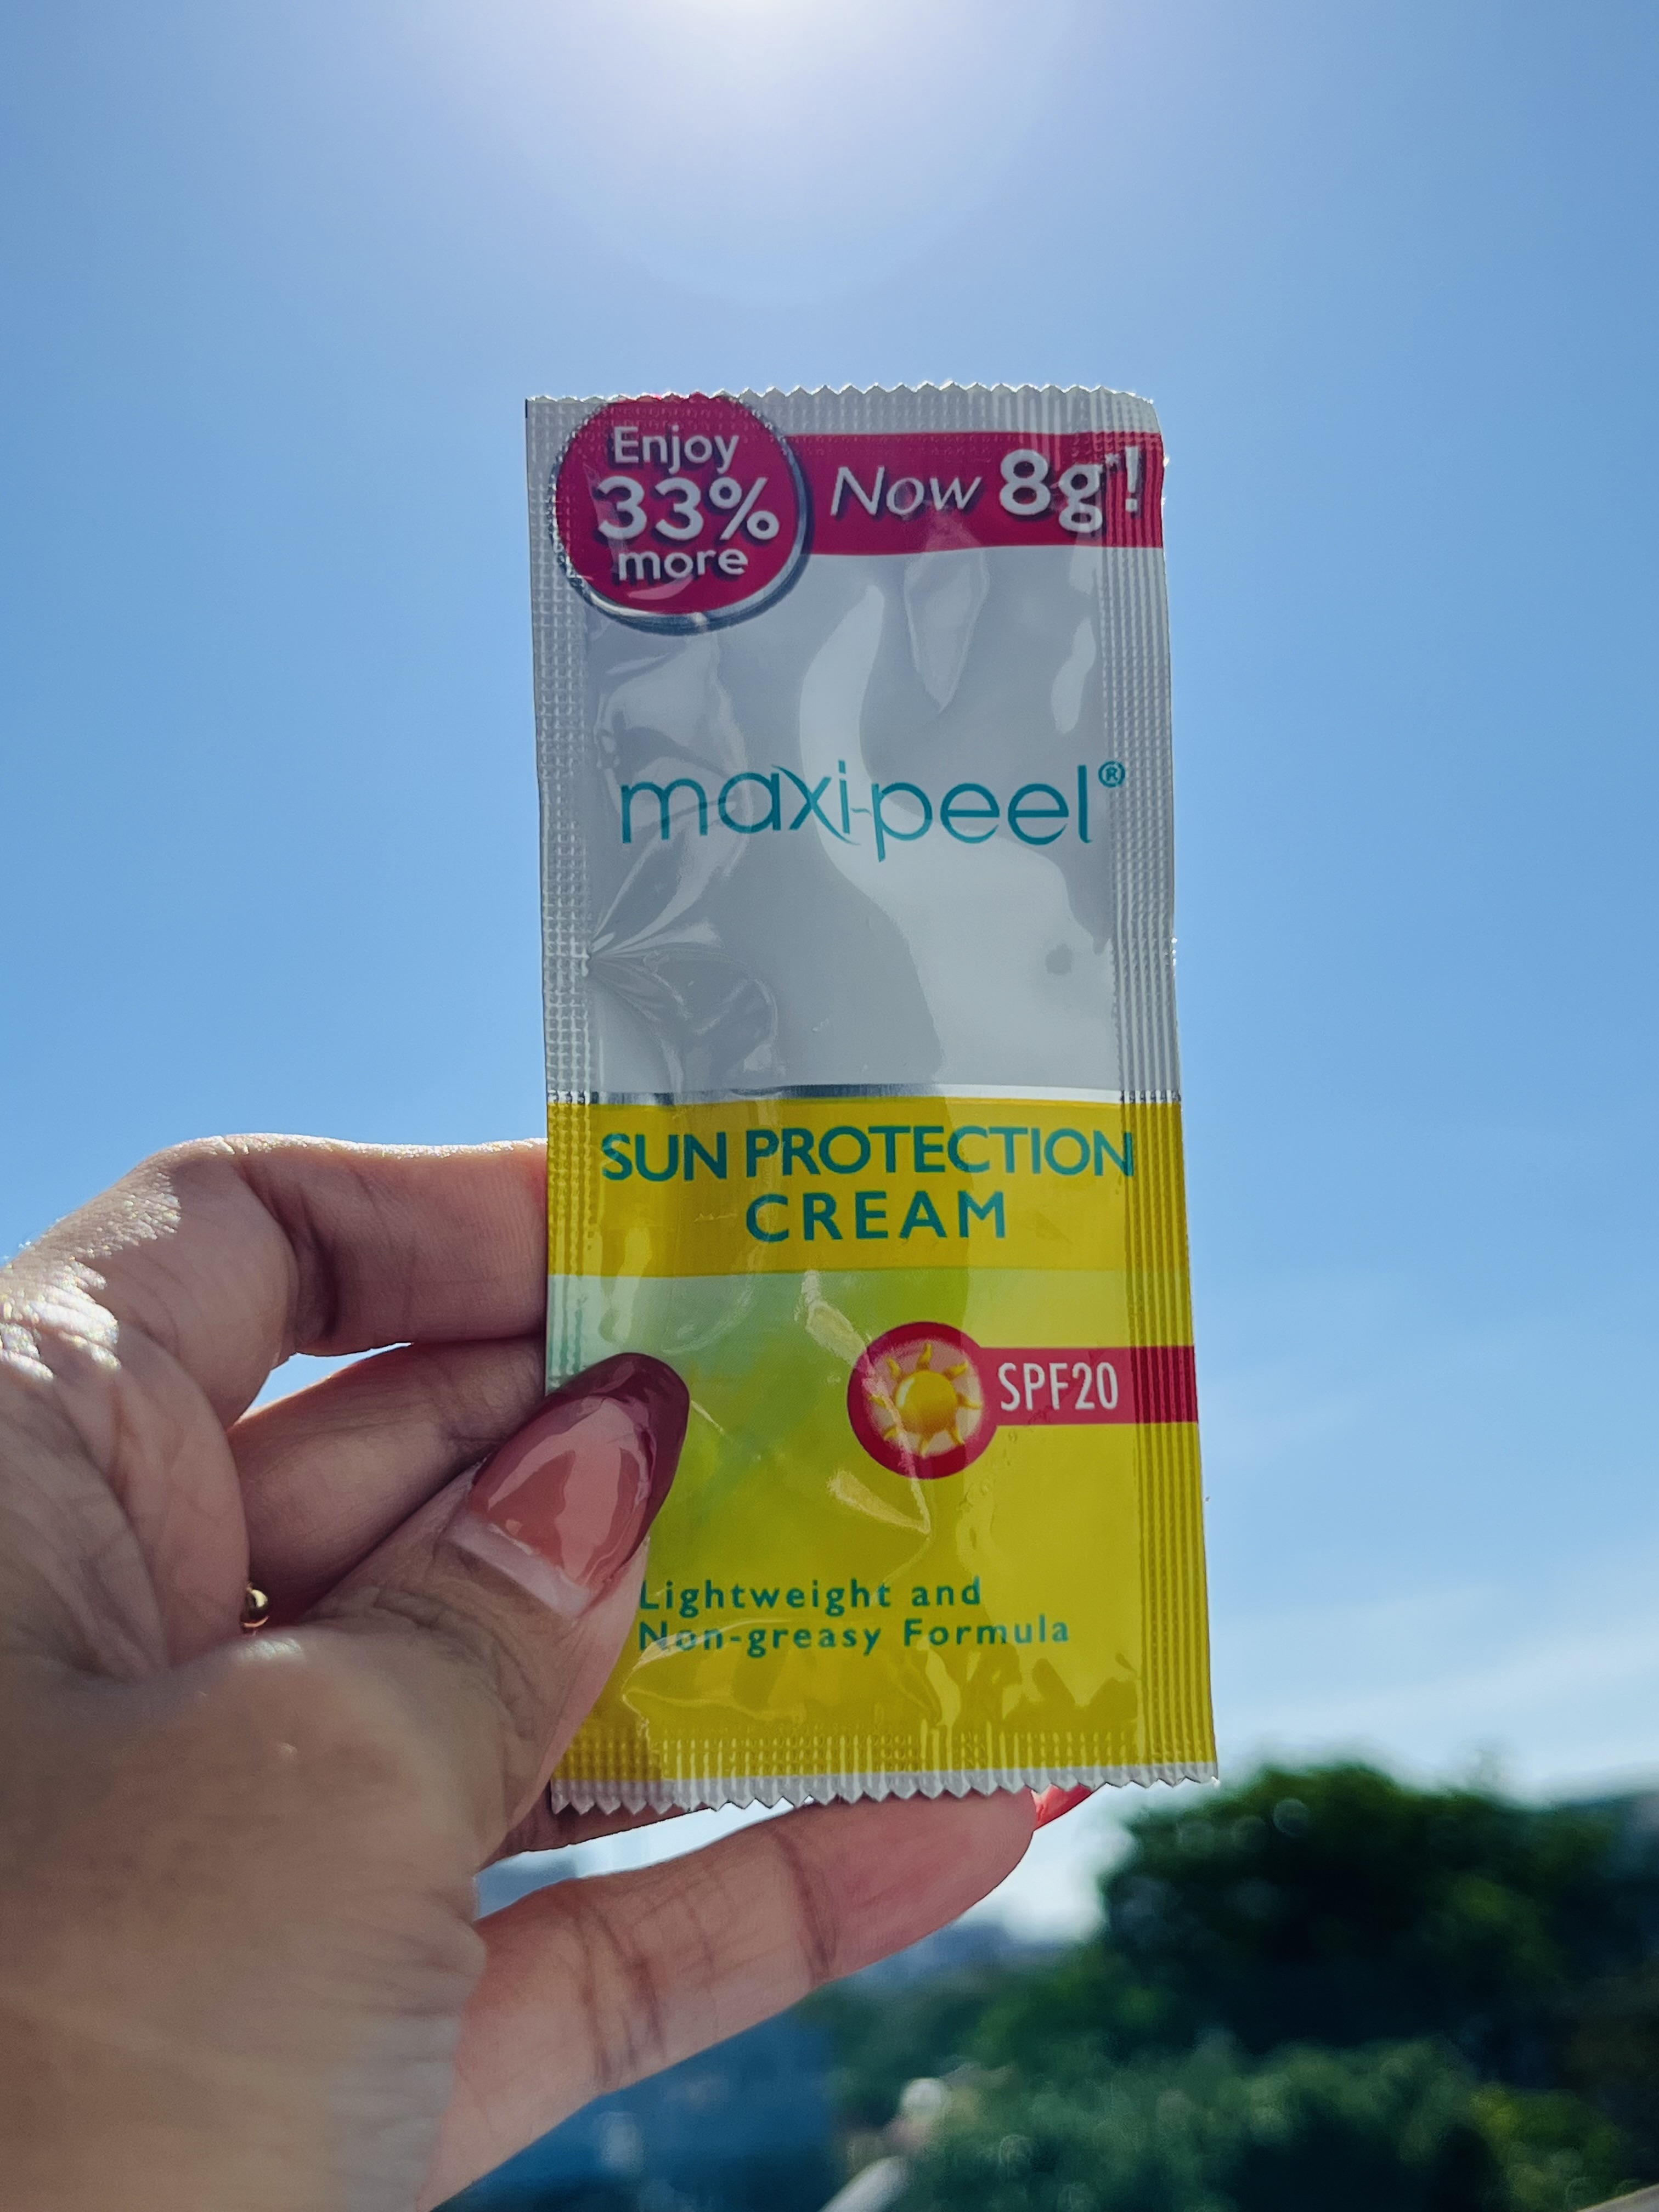 Enjoy
33%
more
Now 8g*!
maxi-peel®
SUN PROTECTION
CREAM
SPF20
Lightweight and
Non-greasy Formula